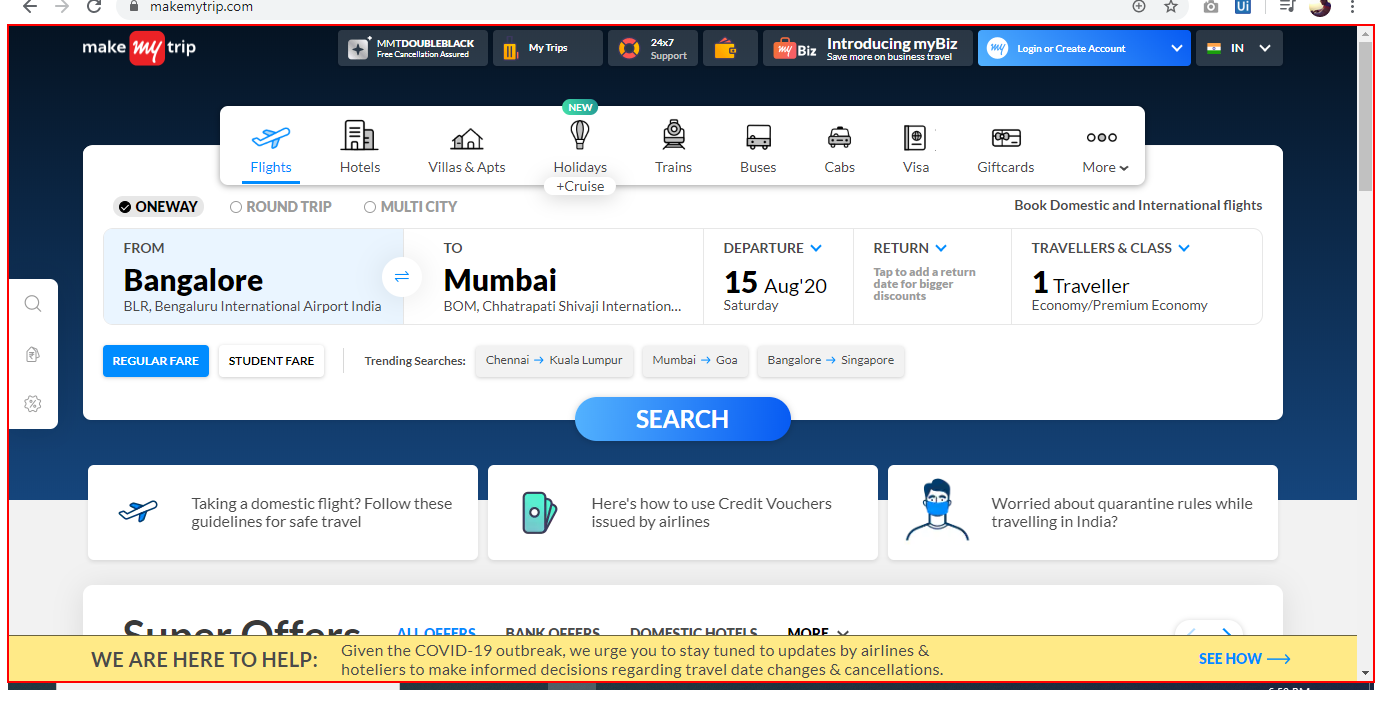 makemytrip.com
Ui
make my trip
MMTDOUBLEBLACK
Free Cancellation Assured
My Trips
24x7
Support
my Biz
Introducing myBiz
Save more on business travel
my
Login or Create Account
IN
NEW
Flights
Hotels
Villas & Apts
Holidays
Trains
Buses
Cabs
Visa
Giftcards
More
+Cruise
ONEWAY
ROUND TRIP
MULTI CITY
Book Domestic and International flights
FROM
Bangalore
BLR, Bengaluru International Airport India
TO
Mumbai
BOM, Chhatrapati Shivaji Internation...
DEPARTURE
15 Aug'20
Saturday
RETURN
Tap to add a return
date for bigger
discounts
TRAVELLERS & CLASS
1 Traveller
Economy/Premium Economy
REGULAR FARE
STUDENT FARE
Trending Searches:
Chennai → Kuala Lumpur
Mumbai → Goa
Bangalore → Singapore
SEARCH
Taking a domestic flight? Follow these
guidelines for safe travel
Here's how to use Credit Vouchers
issued by airlines
Worried about quarantine rules while
travelling in India?
Super Offers
ALL OFFERS
BANK OFFERS
DOMESTIC HOTELS
MORE
WE ARE HERE TO HELP:
Given the COVID-19 outbreak, we urge you to stay tuned to updates by airlines &
hoteliers to make informed decisions regarding travel date changes & cancellations.
SEE HOW